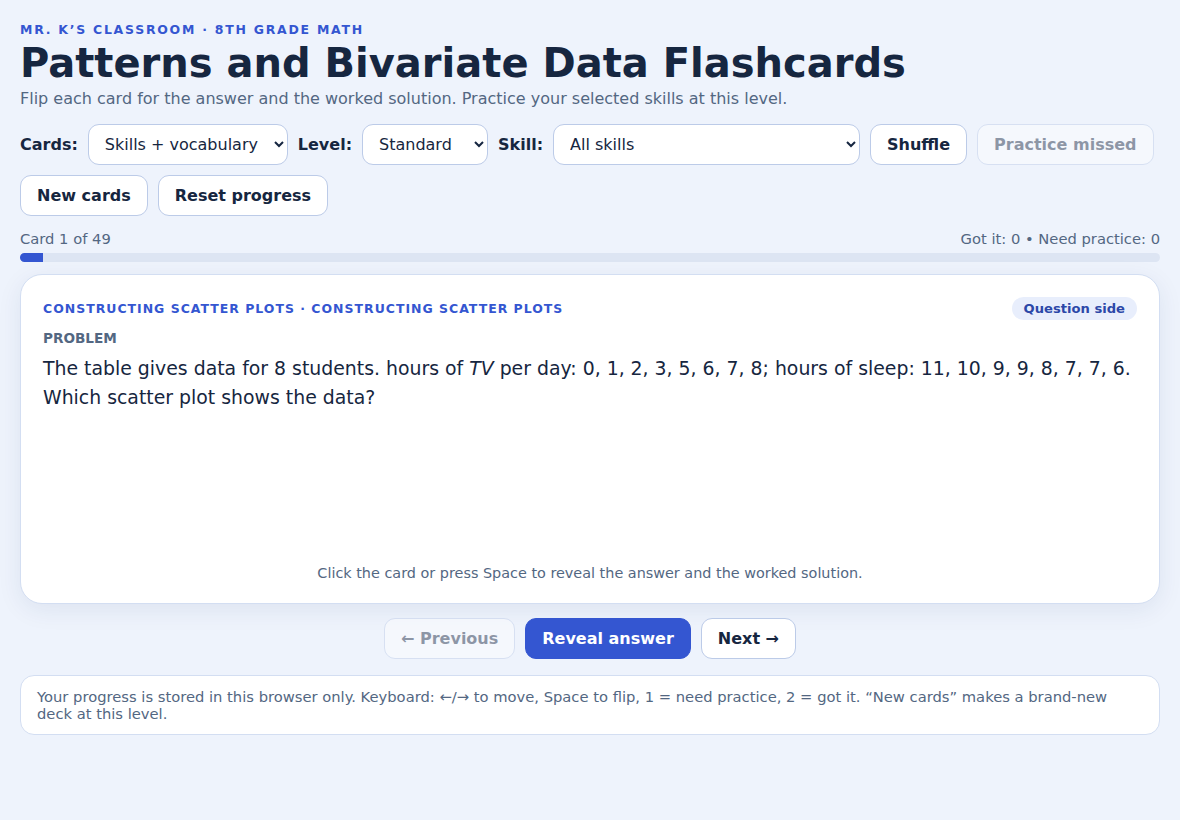 MR. K’S CLASSROOM · 8TH GRADE MATH
Patterns and Bivariate Data Flashcards
Flip each card for the answer and the worked solution. Practice your selected skills at this level.
Cards: Skills + vocabulary Level: Standard Skill: All skills Shuffle Practice missed
New cards Reset progress
Card 1 of 49 Got it: 0 • Need practice: 0
CONSTRUCTING SCATTER PLOTS · CONSTRUCTING SCATTER PLOTS Question side
PROBLEM
The table gives data for 8 students. hours of TV per day: 0, 1, 2, 3, 5, 6, 7, 8; hours of sleep: 11, 10, 9, 9, 8, 7, 7, 6.
Which scatter plot shows the data?
Click the card or press Space to reveal the answer and the worked solution.
← Previous Reveal answer Next →
Your progress is stored in this browser only. Keyboard: ←/→ to move, Space to flip, 1 = need practice, 2 = got it. “New cards” makes a brand-new
deck at this level.